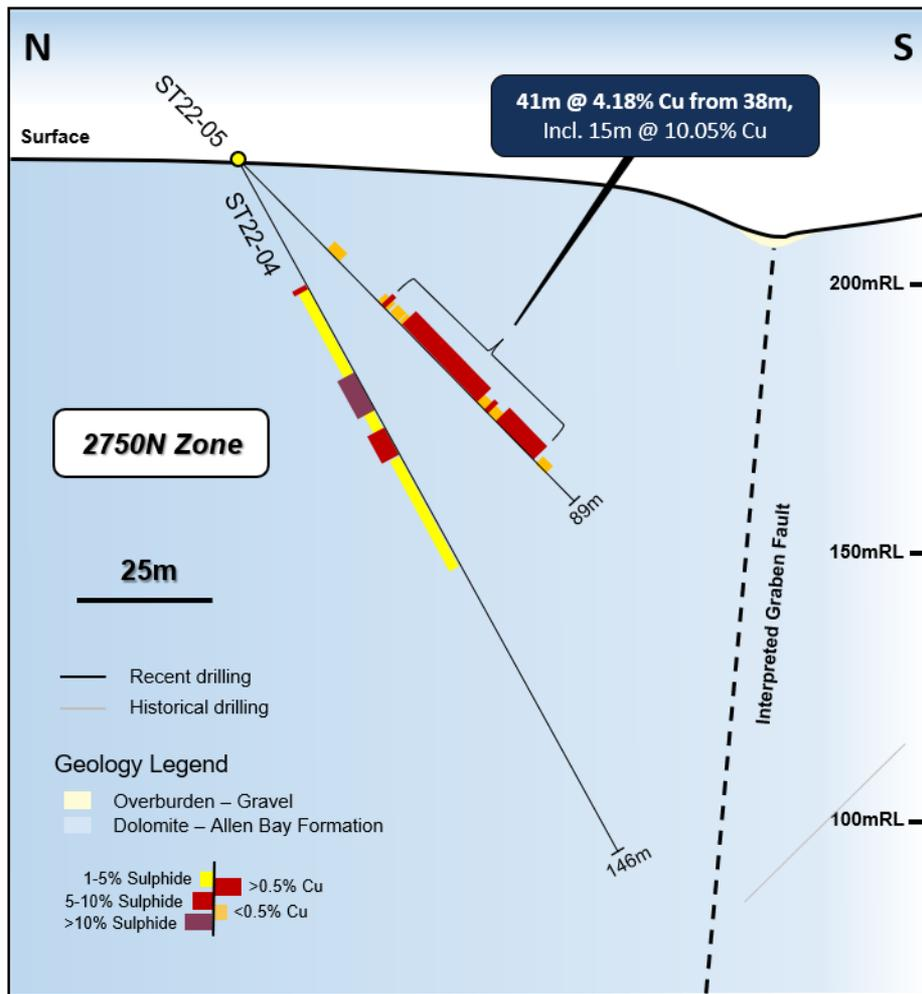 N
S
ST22-05
41m @ 4.18% Cu from 38m,
Incl. 15m @ 10.05% Cu
Surface
ST22-04
200mRL
2750N Zone
89m
150mRL
25m
Interpreted Graben Fault
Recent drilling
Historical drilling
Geology Legend
Overburden – Gravel
Dolomite – Allen Bay Formation
100mRL
146m
1-5% Sulphide
>0.5% Cu
5-10% Sulphide
<0.5% Cu
>10% Sulphide